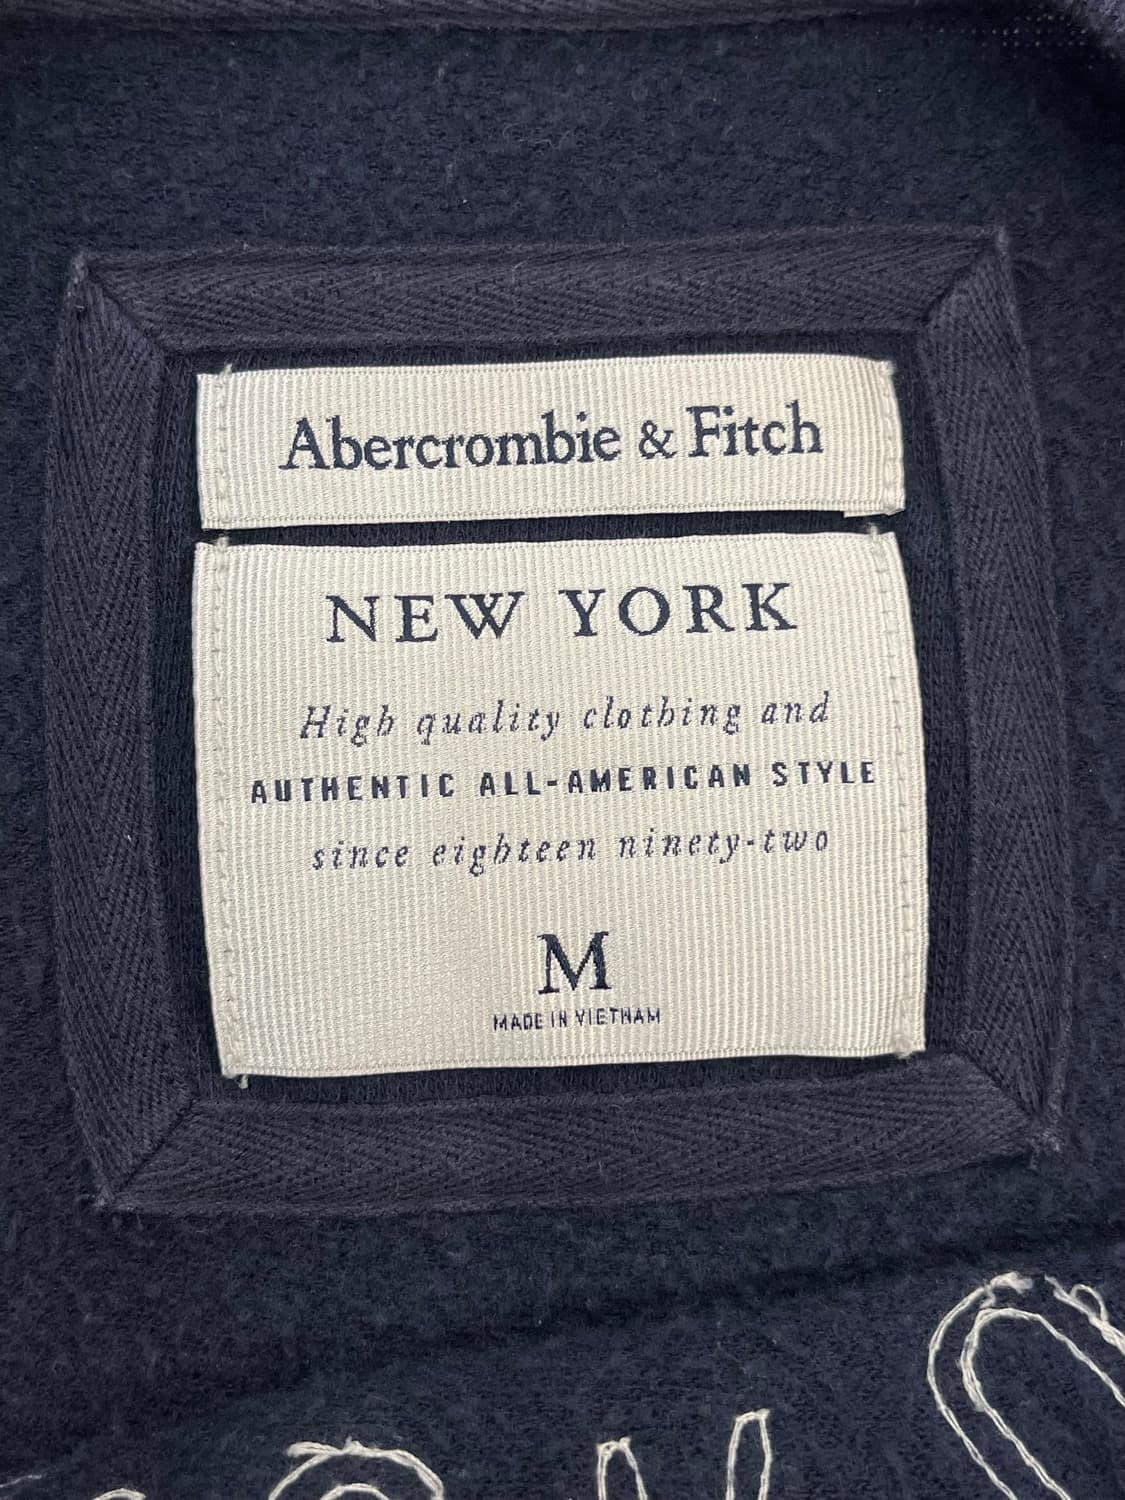 Abercrombie & Fitch
NEW YORK
High quality clothing and
AUTHENTIC ALL-AMERICAN STYLE
since eighteen ninety-two
M
MADE IN VIETNAM